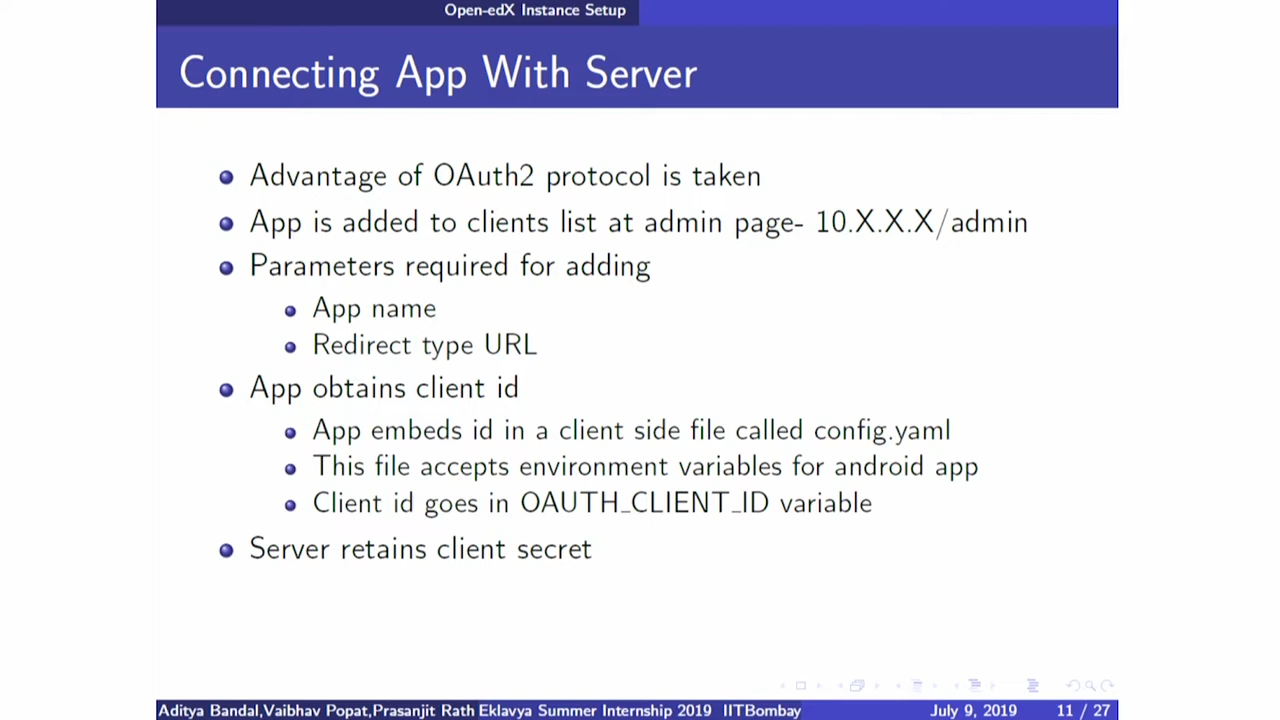 Open-edX Instance Setup
Connecting App With Server
Advantage of OAuth2 protocol is taken
App is added to clients list at admin page- 10.X.X.X/admin
Parameters required for adding
App name
Redirect type URL
App obtains client id
App embeds id in a client side file called config.yaml
This file accepts environment variables for android app
Client id goes in OAUTH_CLIENT_ID variable
Server retains client secret
Aditya Bandal,Vaibhav Popat,Prasanjit Rath Eklavya Summer Internship 2019 IITBombay July 9, 2019 11 / 27